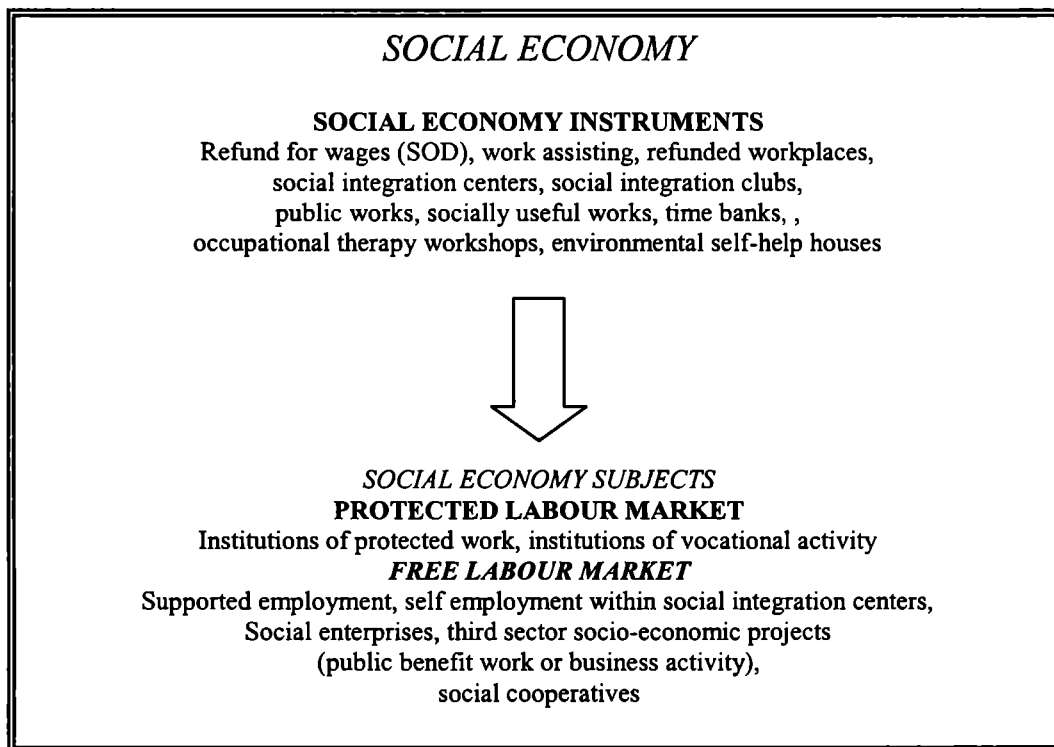 SOCIAL ECONOMY
SOCIAL ECONOMY INSTRUMENTS
Refund for wages (SOD), work assisting, refunded workplaces,
social integration centers, social integration clubs,
public works, socially useful works, time banks, ,
occupational therapy workshops, environmental self-help houses
SOCIAL ECONOMY SUBJECTS
PROTECTED LABOUR MARKET
Institutions of protected work, institutions of vocational activity
FREE LABOUR MARKET
Supported employment, self employment within social integration centers,
Social enterprises, third sector socio-economic projects
(public benefit work or business activity),
social cooperatives